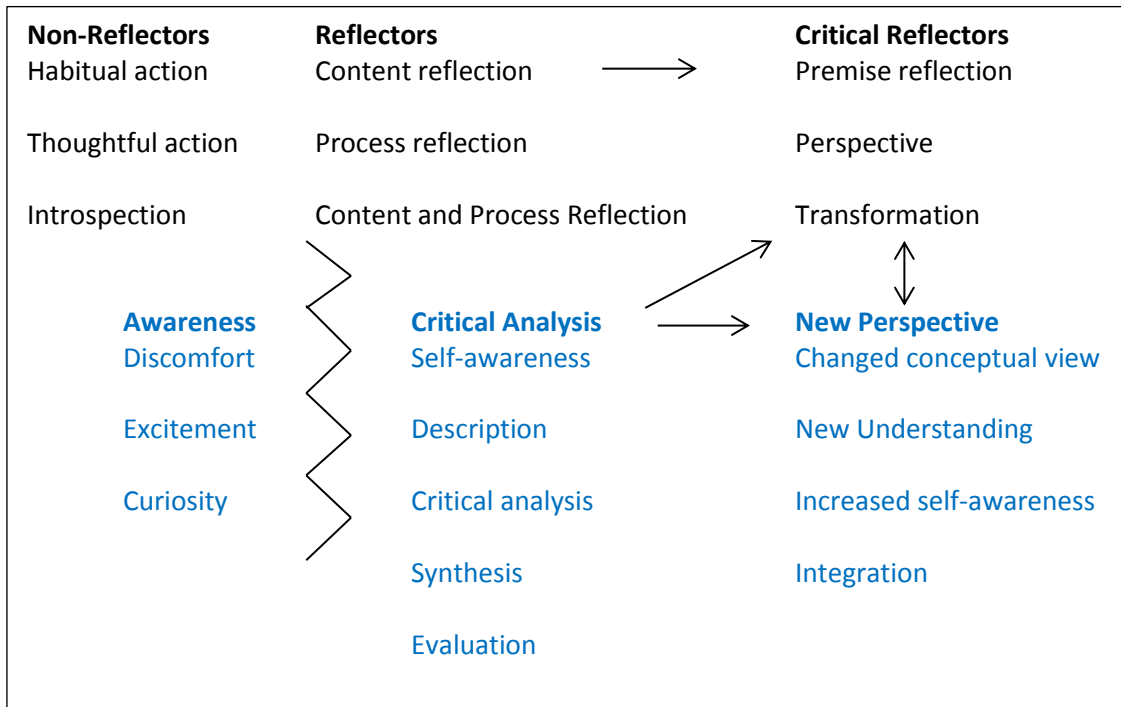 Non-Reflectors Reflectors Critical Reflectors
Habitual action Content reflection Premise reflection
Thoughtful action Process reflection Perspective
Introspection Content and Process Reflection Transformation
Awareness Critical Analysis New Perspective
Discomfort Self-awareness Changed conceptual view
Excitement Description New Understanding
Curiosity Critical analysis Increased self-awareness
Synthesis Integration
Evaluation